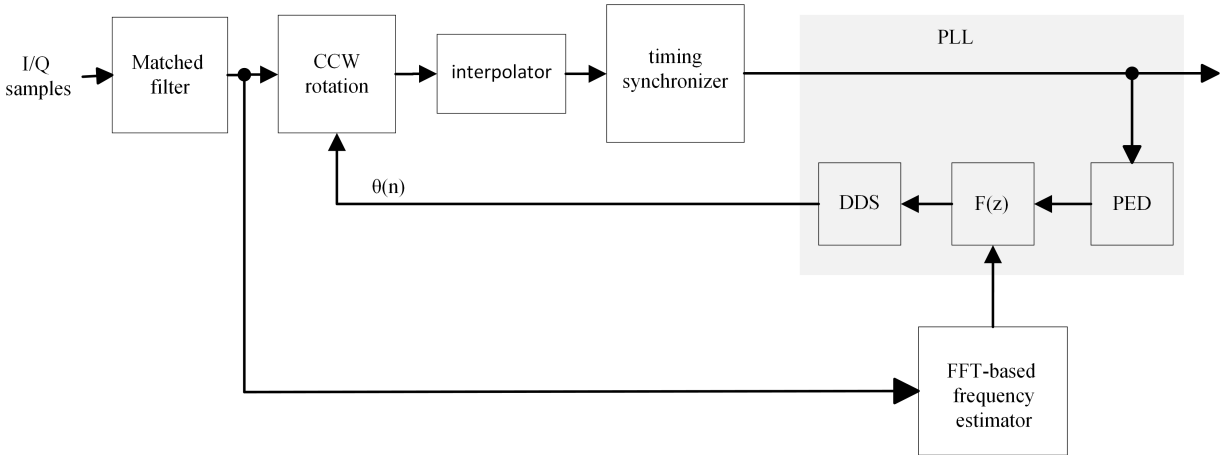 I/Q
samples
Matched
filter
CCW
rotation
interpolator
timing
synchronizer
PLL
θ(n)
DDS
F(z)
PED
FFT-based
frequency
estimator